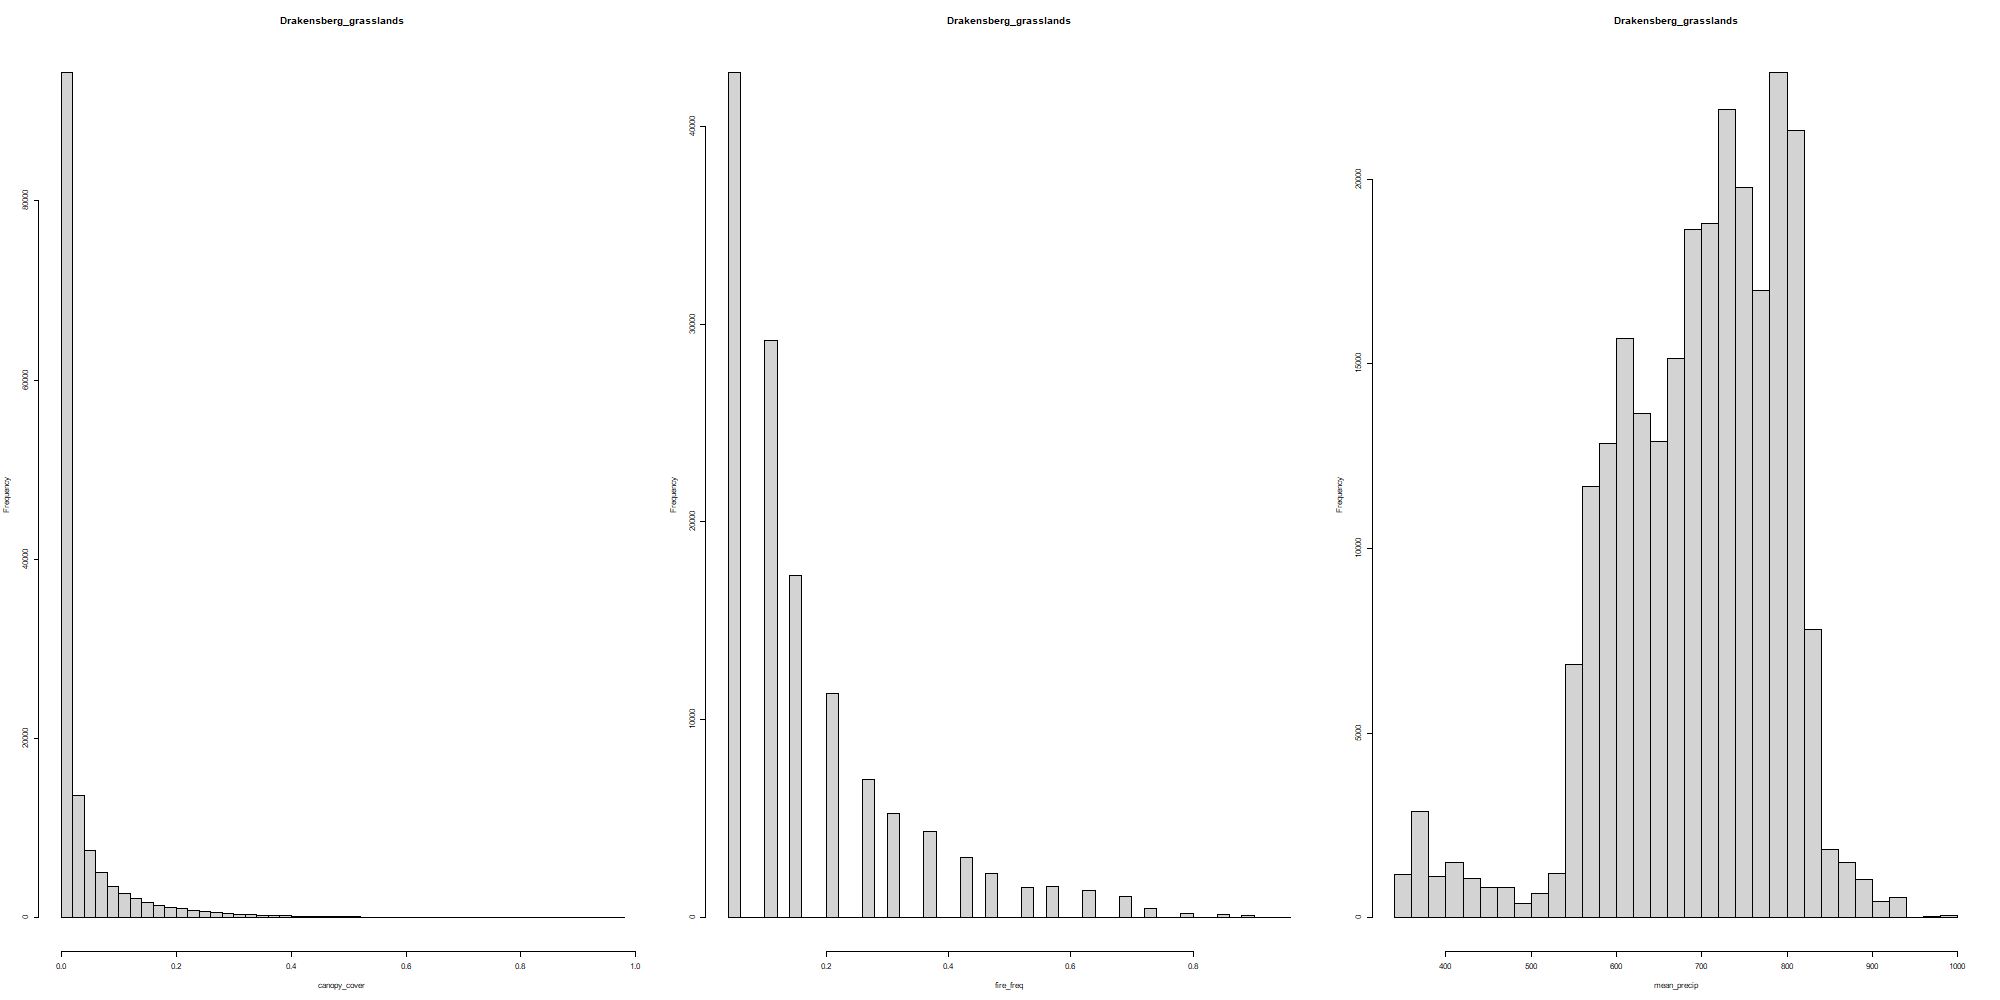 Drakensberg_grasslands
Frequency
0
20000
40000
60000
80000
0.0 0.2 0.4 0.6 0.8 1.0
canopy_cover
Drakensberg_grasslands
Frequency
0
10000
20000
30000
40000
0.2 0.4 0.6 0.8
fire_freq
Drakensberg_grasslands
Frequency
0
5000
10000
15000
20000
400 500 600 700 800 900 1000
mean_precip